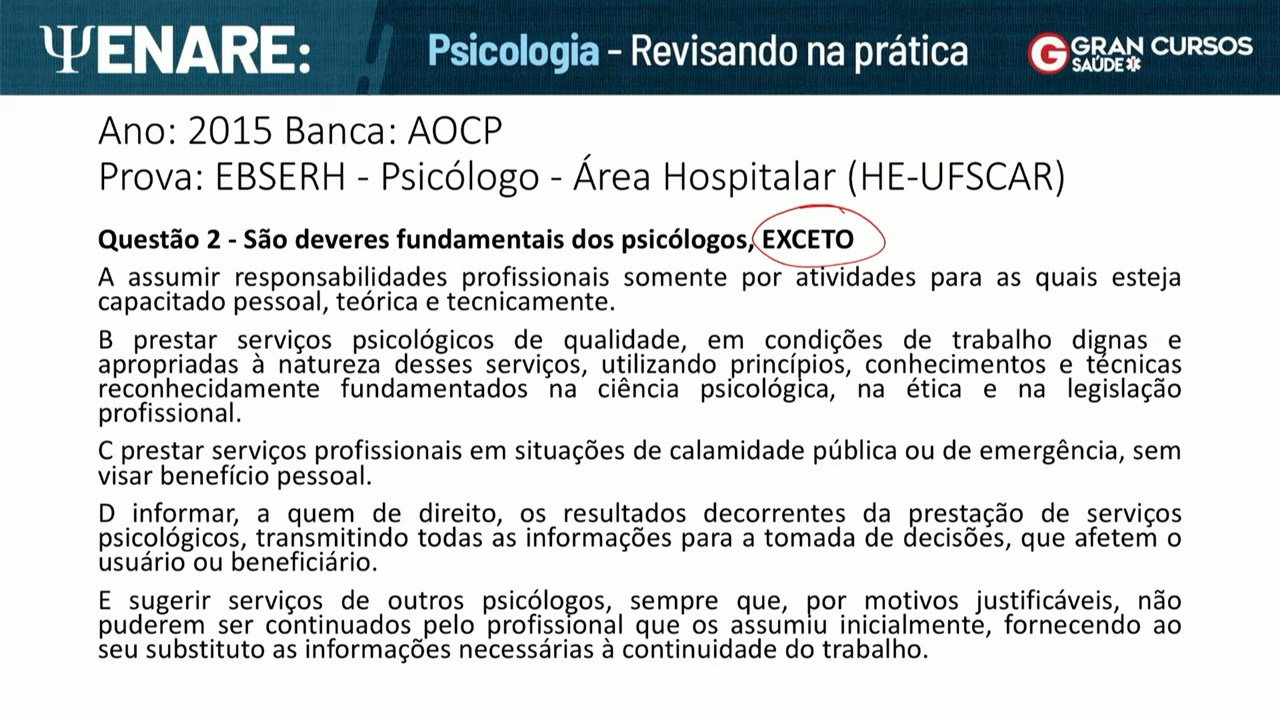 ΨENARE:
Psicologia - Revisando na prática
G GRAN CURSOS
SAÚDE
Ano: 2015 Banca: AOCP
Prova: EBSERH - Psicólogo - Área Hospitalar (HE-UFSCAR)
Questão 2 - São deveres fundamentais dos psicólogos, EXCETO
A assumir responsabilidades profissionais somente por atividades para as quais esteja
capacitado pessoal, teórica e tecnicamente.
B prestar serviços psicológicos de qualidade, em condições de trabalho dignas e
apropriadas à natureza desses serviços, utilizando princípios, conhecimentos e técnicas
reconhecidamente fundamentados na ciência psicológica, na ética e na legislação
profissional.
C prestar serviços profissionais em situações de calamidade pública ou de emergência, sem
visar benefício pessoal.
D informar, a quem de direito, os resultados decorrentes da prestação de serviços
psicológicos, transmitindo todas as informações para a tomada de decisões, que afetem o
usuário ou beneficiário.
E sugerir serviços de outros psicólogos, sempre que, por motivos justificáveis, não
puderem ser continuados pelo profissional que os assumiu inicialmente, fornecendo ao
seu substituto as informações necessárias à continuidade do trabalho.